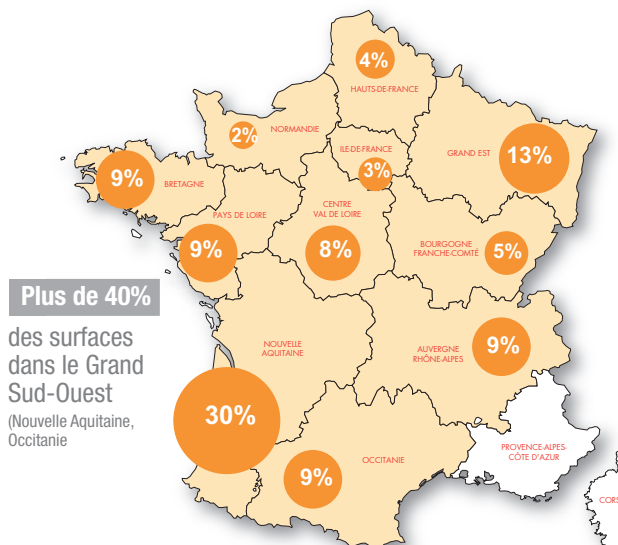 4%
HAUTS-DE-FRANCE
2%
NORMANDIE
ILE-DE-FRANCE
3%
GRAND EST
13%
9%
BRETAGNE
PAYS DE LOIRE
9%
CENTRE
VAL DE LOIRE
8%
BOURGOGNE
FRANCHE-COMTÉ
5%
Plus de 40%
des surfaces
dans le Grand
Sud-Ouest
(Nouvelle Aquitaine,
Occitanie
NOUVELLE
AQUITAINE
30%
AUVERGNE
RHÔNE-ALPES
9%
OCCITANIE
9%
PROVENCE-ALPES-
CÔTE D'AZUR
CORS